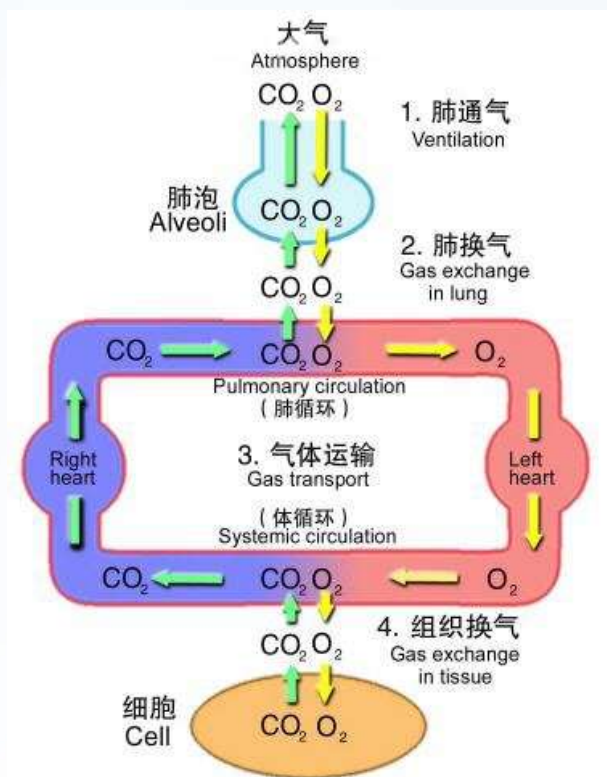 大气
Atmosphere
CO₂ O₂
1. 肺通气
Ventilation
肺泡
Alveoli
CO₂ O₂
2. 肺换气
Gas exchange
in lung
CO₂ O₂
CO₂
CO₂ O₂
O₂
Pulmonary circulation
（肺循环）
Right
heart
3. 气体运输
Gas transport
Left
heart
（体循环）
Systemic circulation
CO₂
CO₂ O₂
O₂
4. 组织换气
Gas exchange
in tissue
CO₂ O₂
细胞
Cell
CO₂ O₂